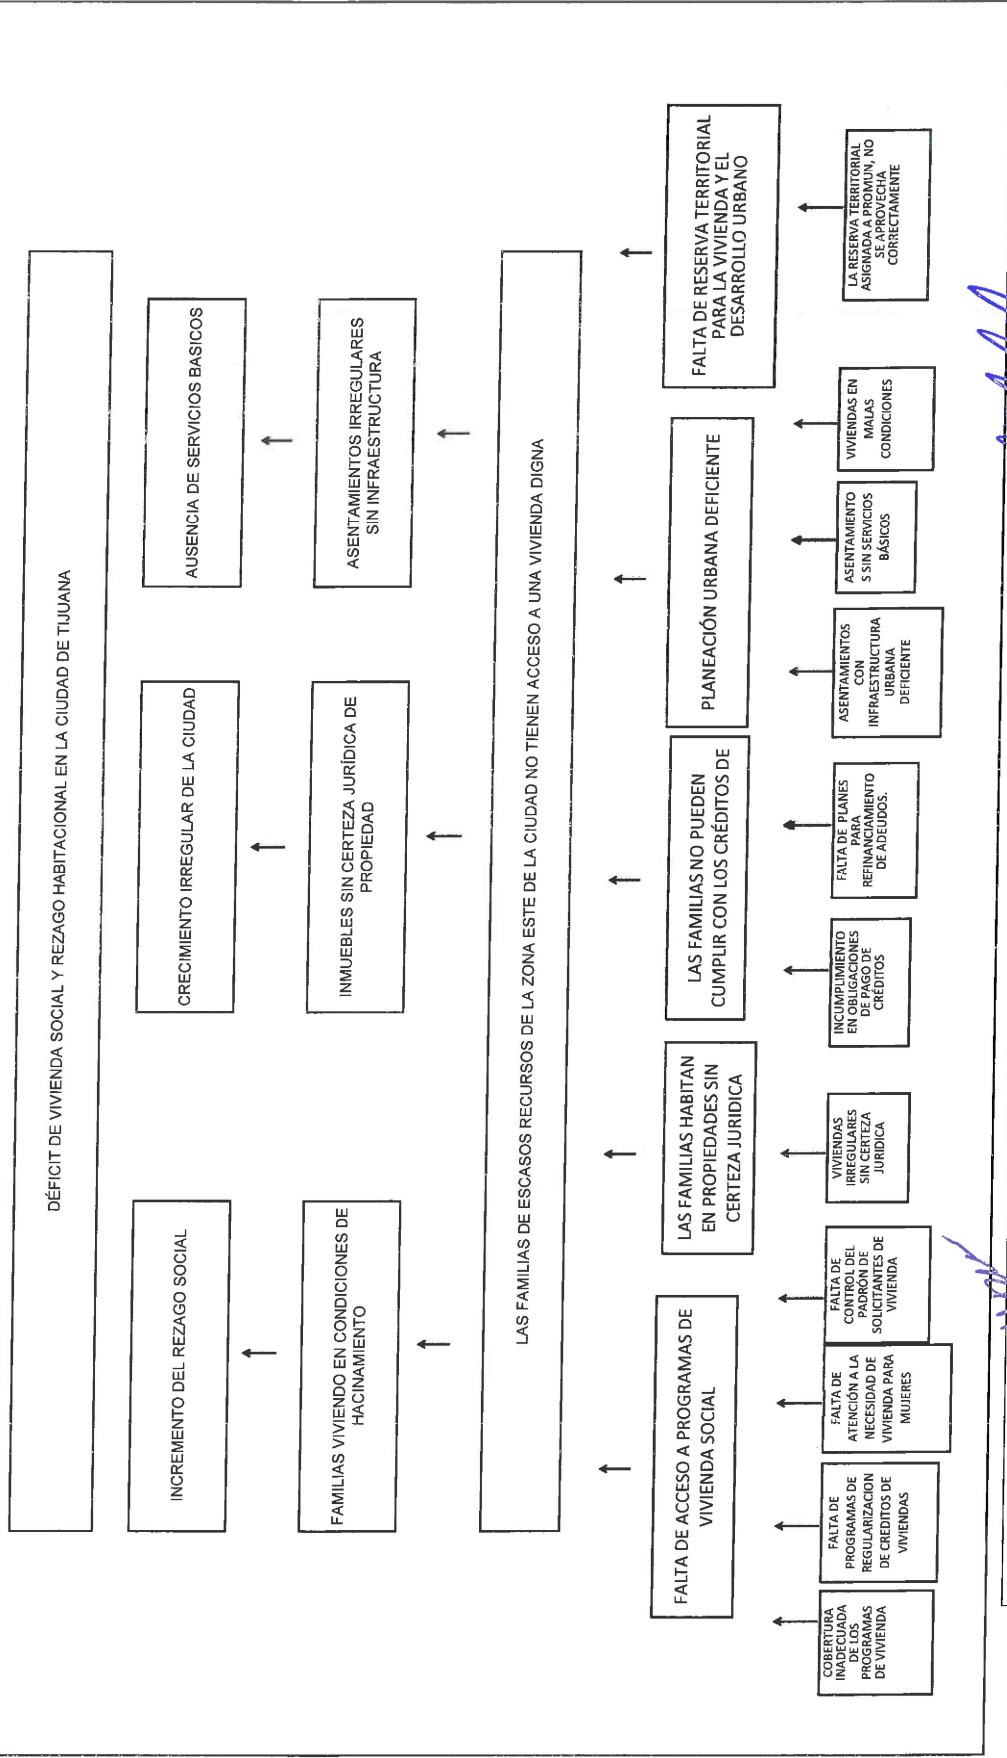 DÉFICIT DE VIVIENDA SOCIAL Y REZAGO HABITACIONAL EN LA CIUDAD DE TIJUANA
INCREMENTO DEL REZAGO SOCIAL
CRECIMIENTO IRREGULAR DE LA CIUDAD
AUSENCIA DE SERVICIOS BASICOS
FAMILIAS VIVIENDO EN CONDICIONES DE
HACINAMIENTO
INMUEBLES SIN CERTEZA JURÍDICA DE
PROPIEDAD
ASENTAMIENTOS IRREGULARES
SIN INFRAESTRUCTURA
LAS FAMILIAS DE ESCASOS RECURSOS DE LA ZONA ESTE DE LA CIUDAD NO TIENEN ACCESO A UNA VIVIENDA DIGNA
FALTA DE ACCESO A PROGRAMAS DE
VIVIENDA SOCIAL
LAS FAMILIAS HABITAN
EN PROPIEDADES SIN
CERTEZA JURIDICA
LAS FAMILIAS NO PUEDEN
CUMPLIR CON LOS CRÉDITOS DE
PLANEACIÓN URBANA DEFICIENTE
FALTA DE RESERVA TERRITORIAL
PARA LA VIVIENDA Y EL
DESARROLLO URBANO
COBERTURA
INADECUADA
DE LOS
PROGRAMAS
DE VIVIENDA
FALTA DE
PROGRAMAS DE
REGULARIZACION
DE CREDITOS DE
VIVIENDAS
FALTA DE
ATENCIÓN A LA
NECESIDAD DE
VIVIENDA PARA
MUJERES
FALTA DE
CONTROL DEL
PADRÓN DE
SOLICITANTES DE
VIVIENDA
VIVIENDAS
IRREGULARES
SIN CERTEZA
JURIDICA
INCUMPLIMIENTO
EN OBLIGACIONES
DE PAGO DE
CRÉDITOS
FALTA DE PLANES
PARA
REFINANCIAMIENTO
DE ADEUDOS.
ASENTAMIENTOS
CON
INFRAESTRUCTURA
URBANA
DEFICIENTE
ASENTAMIENTO
S SIN SERVICIOS
BÁSICOS
VIVIENDAS EN
MALAS
CONDICIONES
LA RESERVA TERRITORIAL
ASIGNADA A PROMUN, NO
SE APROVECHA
CORRECTAMENTE